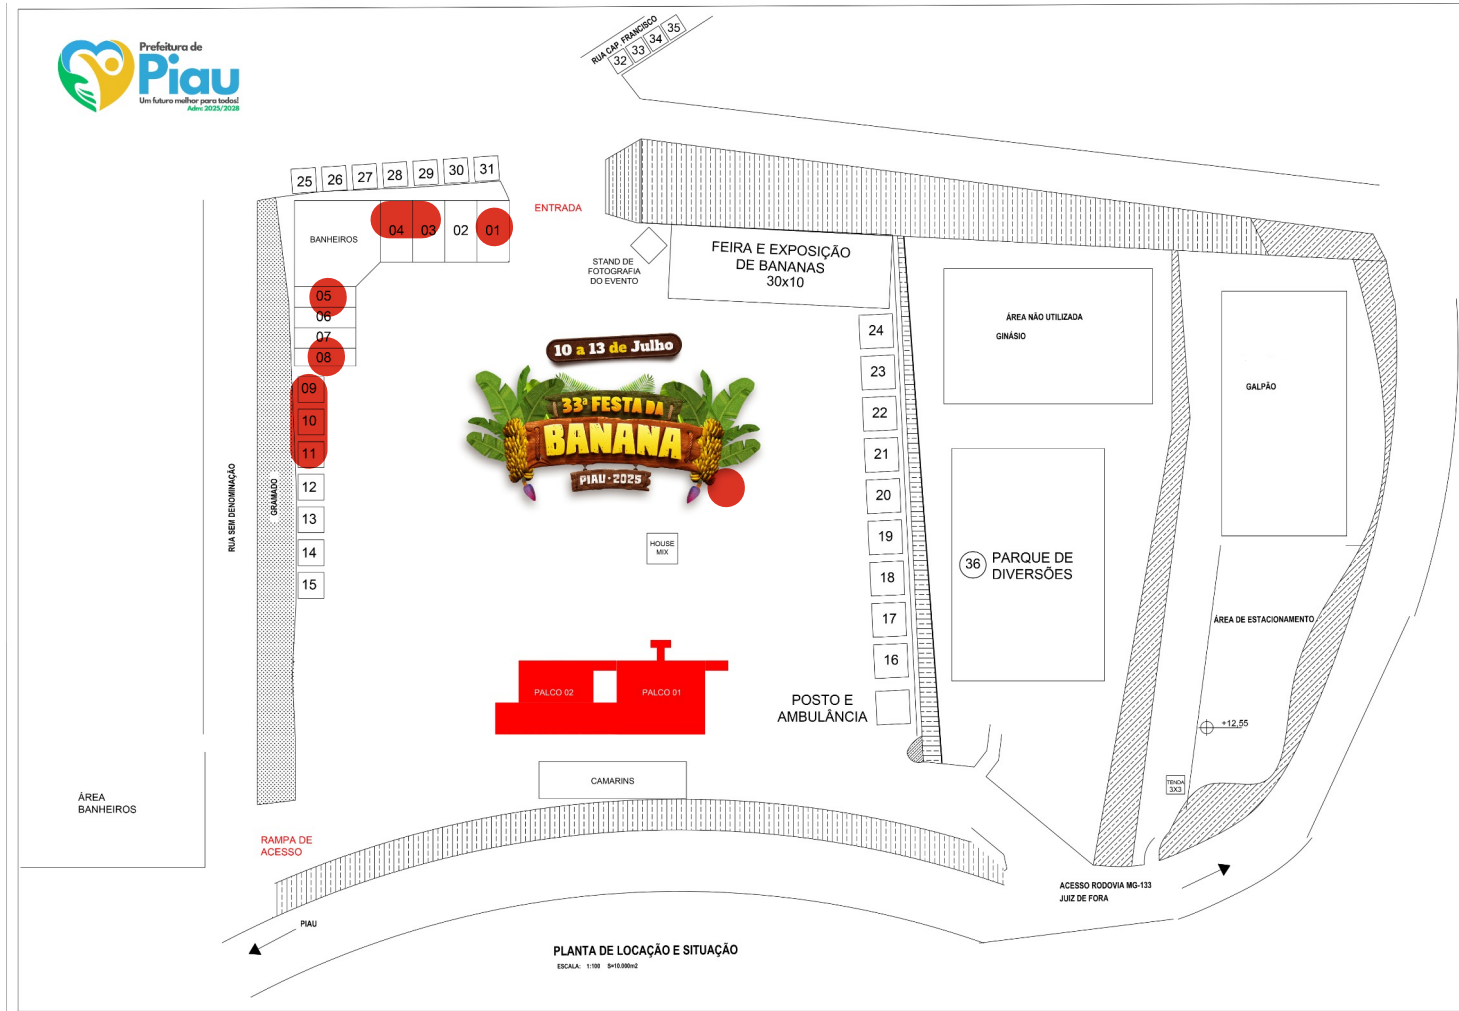 Prefeitura de
Piau
Um futuro melhor para todos!
Adm: 2025/2028
RUA CAP. FRANCISCO
32 33 34 35
25 26 27 28 29 30 31
ENTRADA
BANHEIROS
04 03 02 01
STAND DE
FOTOGRAFIA
DO EVENTO
FEIRA E EXPOSIÇÃO
DE BANANAS
30x10
05
06
07
08
09
10
11
12
13
14
15
10 a 13 de Julho
33ª FESTA DA
BANANA
PIAU - 2025
24
23
22
21
20
19
18
17
16
ÁREA NÃO UTILIZADA
GINÁSIO
GALPÃO
RUA SEM DENOMINAÇÃO
GRAMADO
HOUSE
MIX
36 PARQUE DE
DIVERSÕES
ÁREA DE ESTACIONAMENTO
PALCO 02
PALCO 01
POSTO E
AMBULÂNCIA
+12,55
CAMARINS
TENDA
3X3
ÁREA
BANHEIROS
RAMPA DE
ACESSO
ACESSO RODOVIA MG-133
JUIZ DE FORA
PIAU
PLANTA DE LOCAÇÃO E SITUAÇÃO
ESCALA: 1:100 S=10.000m2